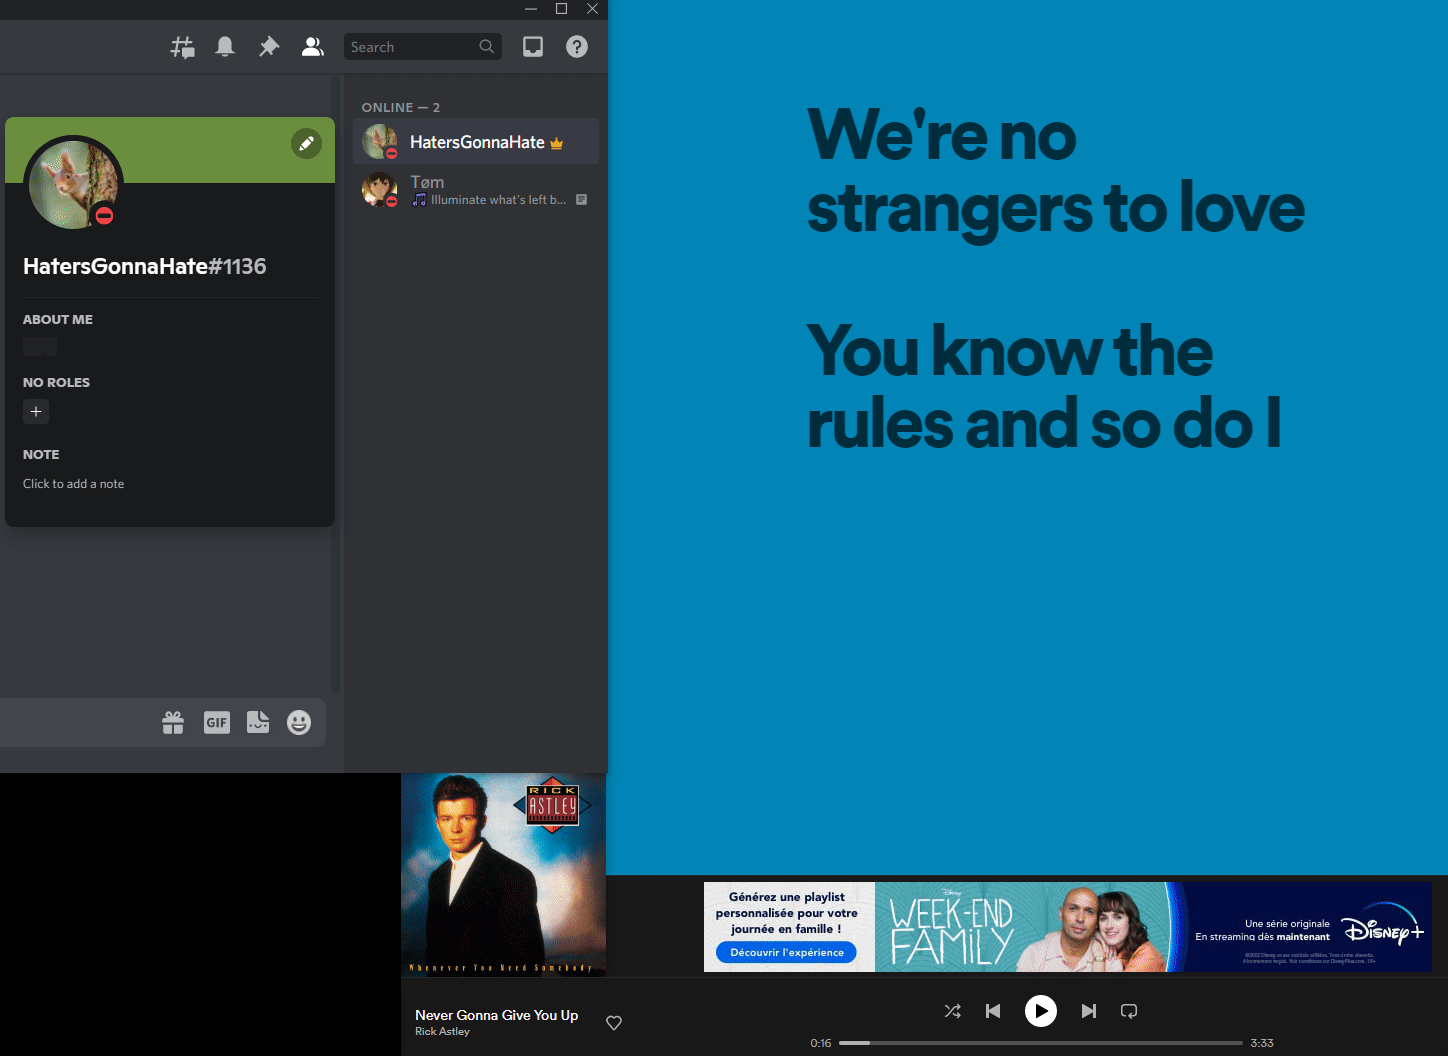 Search
ONLINE — 2
HatersGonnaHate
Tøm
Illuminate what's left b...
HatersGonnaHate#1136
ABOUT ME
NO ROLES
+
NOTE
Click to add a note
GIF
We're no
strangers to love
You know the
rules and so do I
RICK
ASTLEY
Whenever You Need Somebody
Générez une playlist
personnalisée pour votre
journée en famille !
Découvrir l'expérience
Disney
WEEK-END
FAMILY
Une série originale
En streaming dès maintenant
Disney+
Never Gonna Give You Up
Rick Astley
0:16
3:33